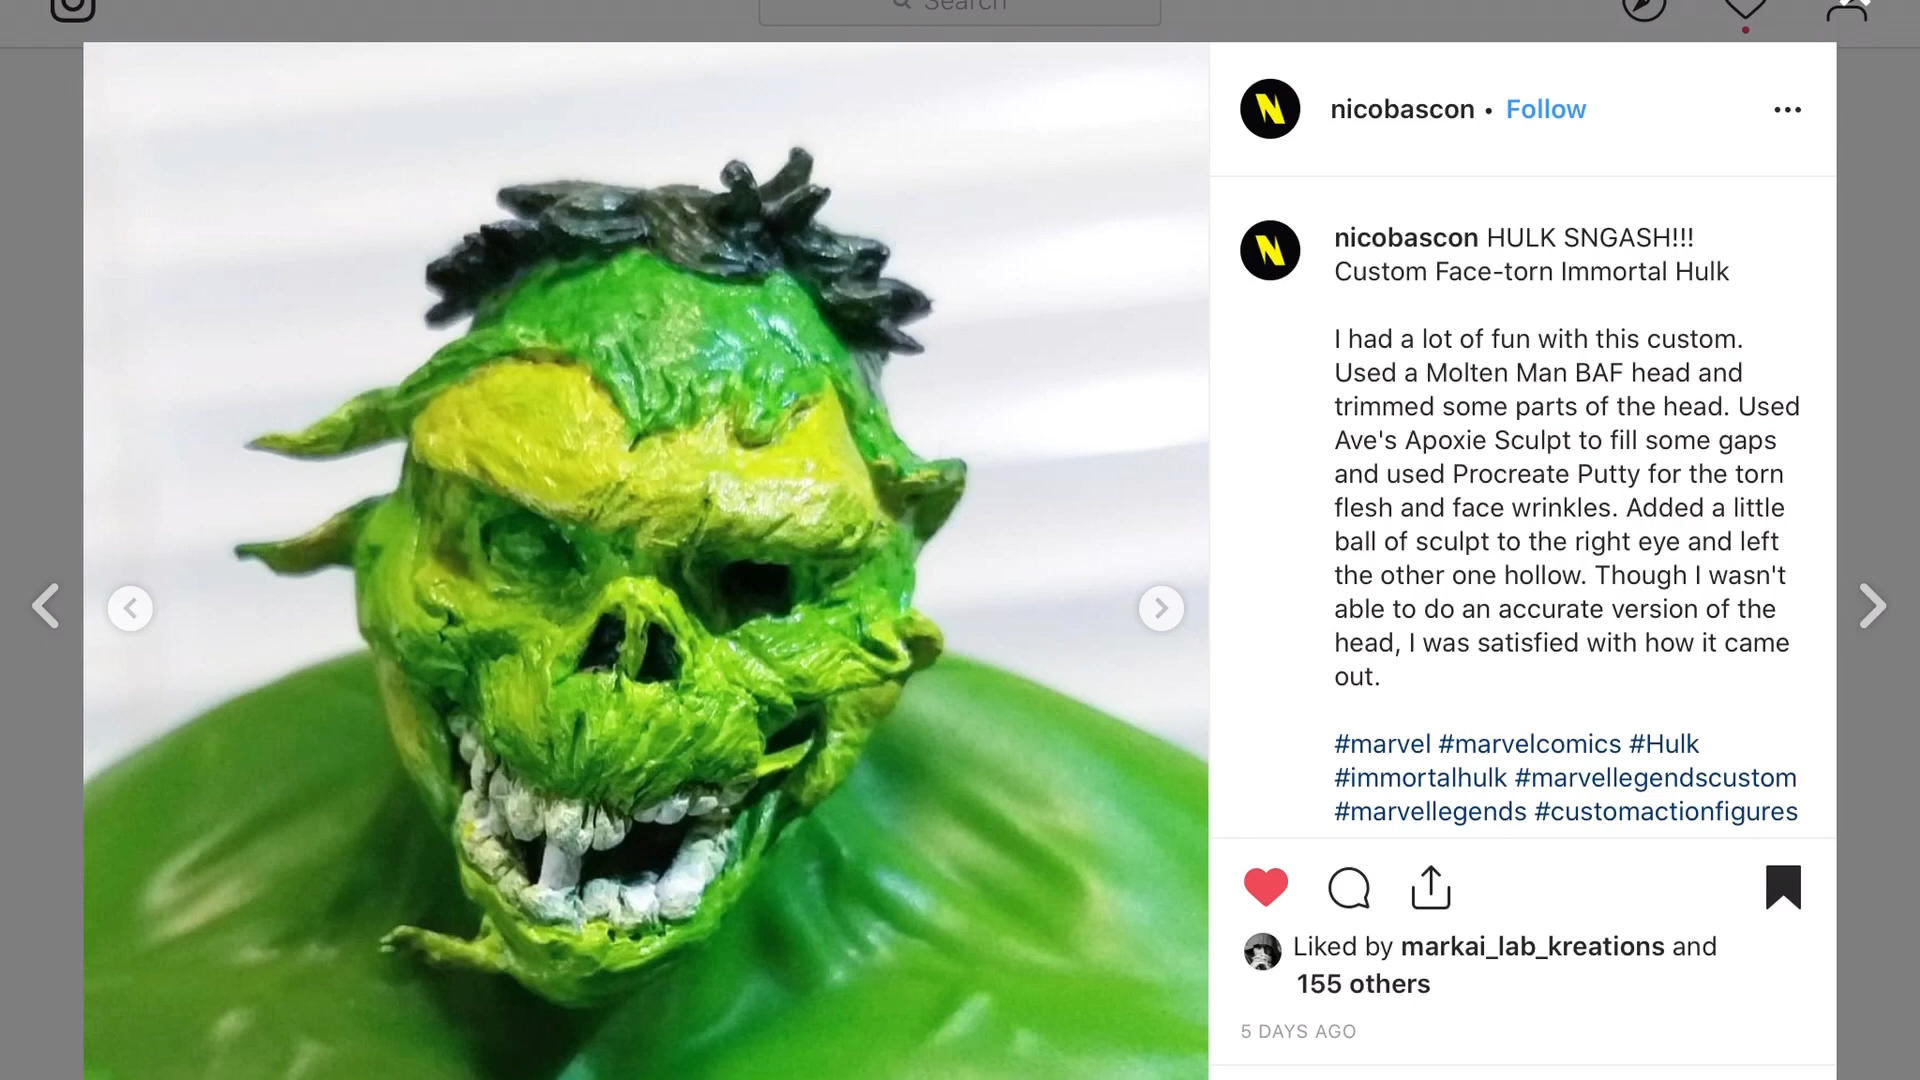 Search
nicobascon • Follow
nicobascon HULK SNGASH!!!
Custom Face-torn Immortal Hulk
I had a lot of fun with this custom.
Used a Molten Man BAF head and
trimmed some parts of the head. Used
Ave's Apoxie Sculpt to fill some gaps
and used Procreate Putty for the torn
flesh and face wrinkles. Added a little
ball of sculpt to the right eye and left
the other one hollow. Though I wasn't
able to do an accurate version of the
head, I was satisfied with how it came
out.
#marvel #marvelcomics #Hulk
#immortalhulk #marvellegendscustom
#marvellegends #customactionfigures
Liked by markai_lab_kreations and
155 others
5 DAYS AGO